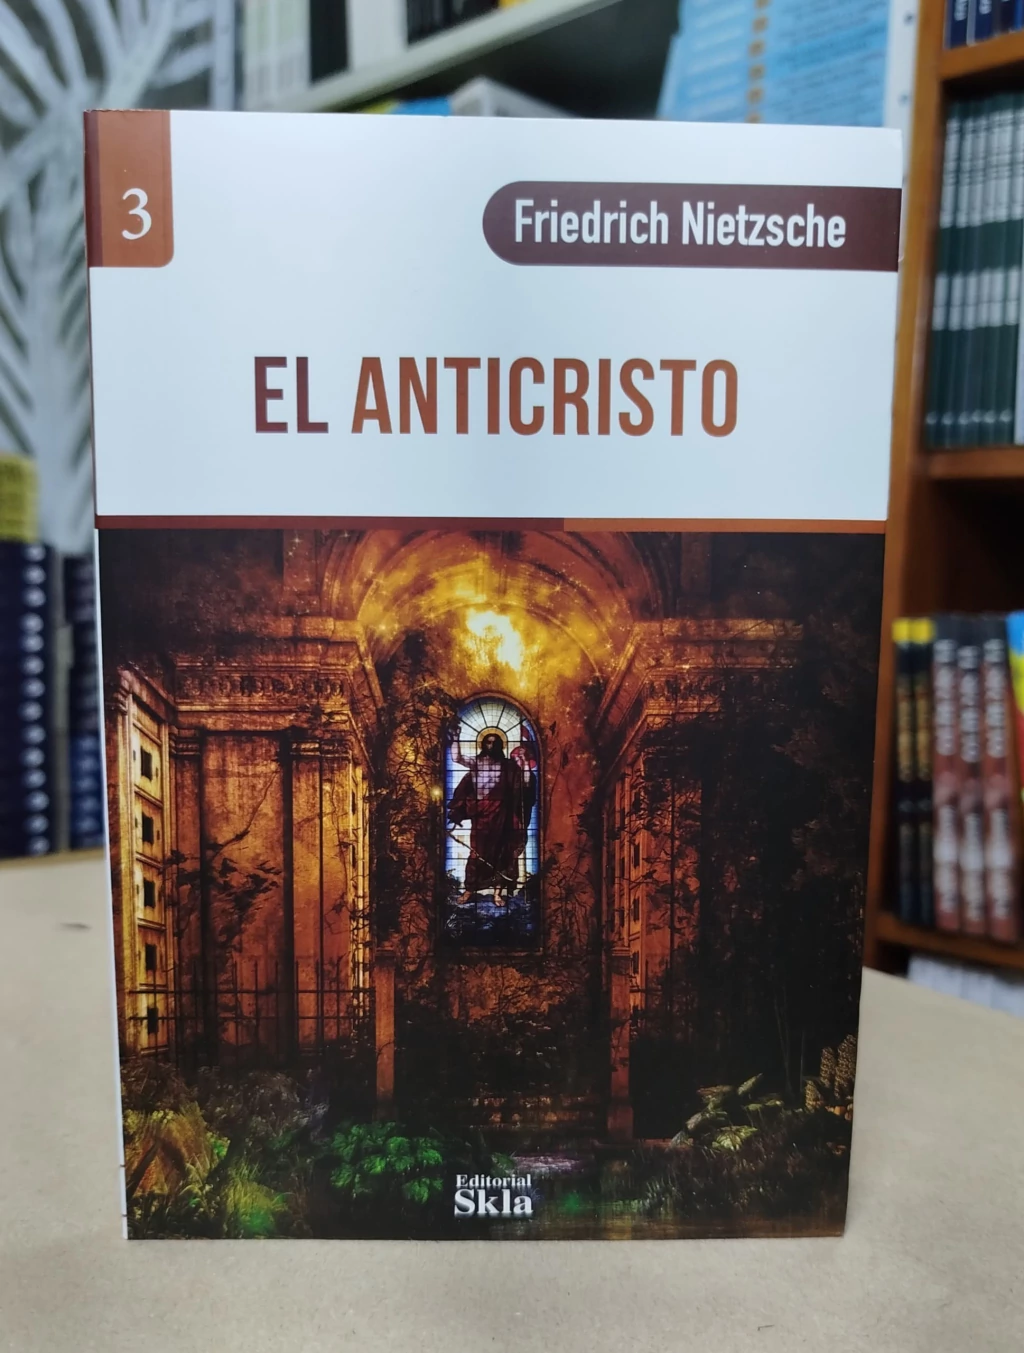 3
Friedrich Nietzsche
EL ANTICRISTO
Editorial
Skla